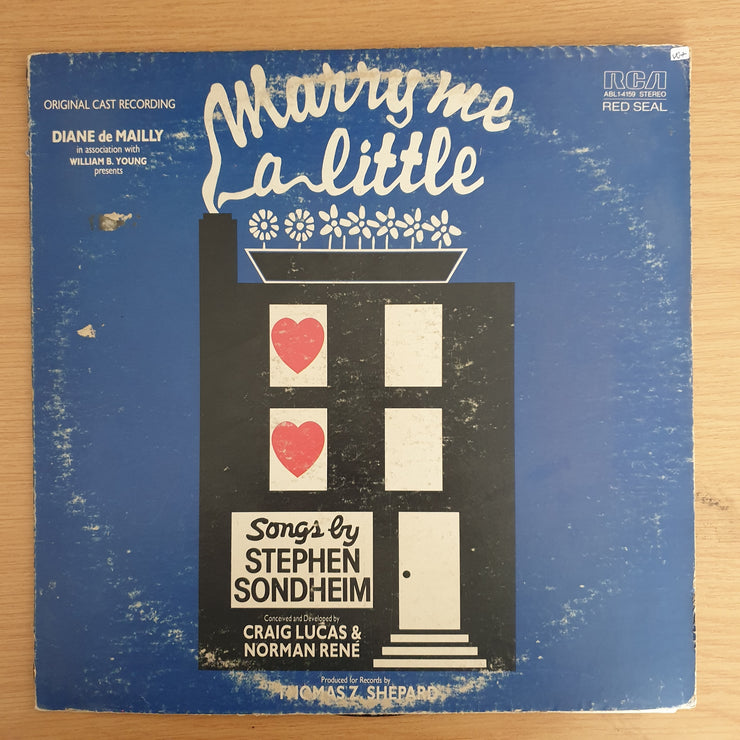 ORIGINAL CAST RECORDING
DIANE de MAILLY
in association with
WILLIAM B. YOUNG
presents
Marry me
a little
RCA
ABL1-4159 STEREO
RED SEAL
Songs by
STEPHEN
SONDHEIM
Conceived and Developed by
CRAIG LUCAS &
NORMAN RENÉ
Produced for Records by
THOMAS Z. SHEPARD